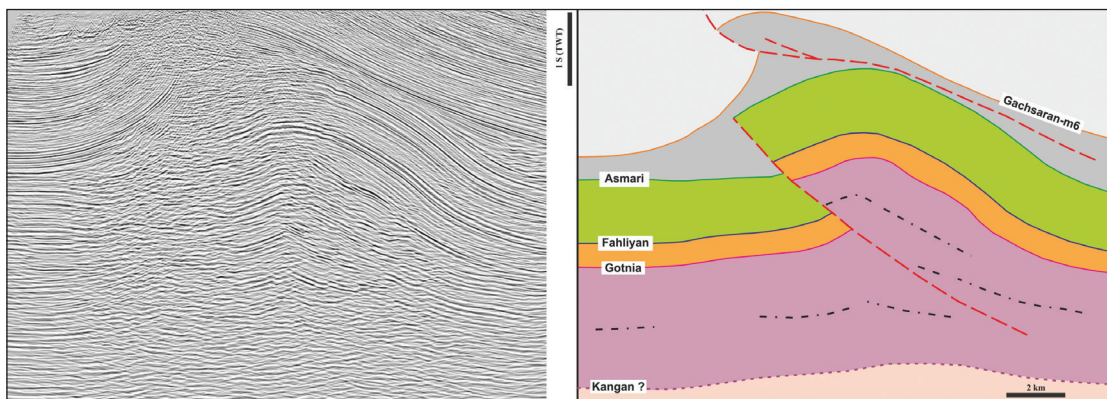 1 S (TWT)
Gachsaran-m6
Asmari
Fahliyan
Gotnia
Kangan ?
2 km